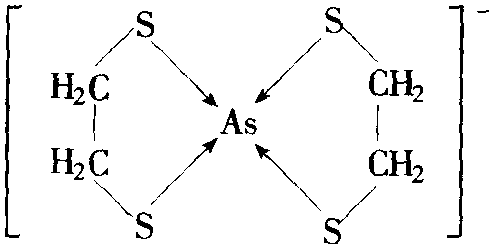 S S
H₂C CH₂
As
H₂C CH₂
S S
−